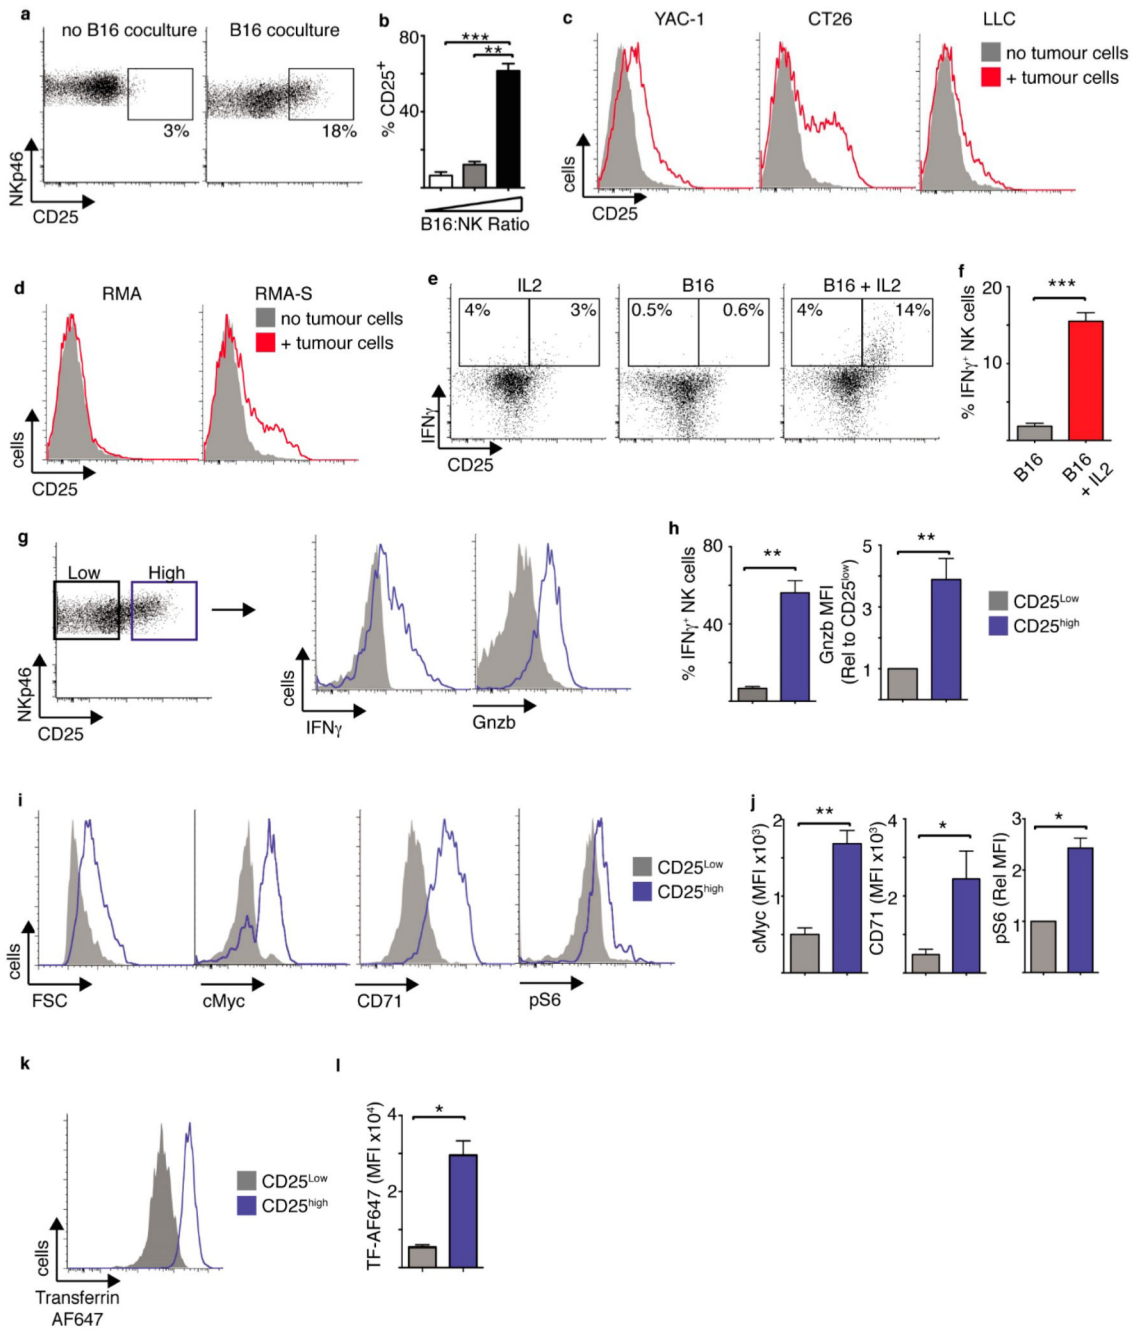 a
no B16 coculture
B16 coculture
3%
18%
NKp46
CD25
b
***
**
80
40
% CD25+
B16:NK Ratio
c
YAC-1
CT26
LLC
no tumour cells
+ tumour cells
cells
CD25
d
RMA
RMA-S
no tumour cells
+ tumour cells
cells
CD25
e
IL2
B16
B16 + IL2
4%
3%
0.5%
0.6%
4%
14%
IFNγ
CD25
f
20
10
% IFNγ+ NK cells
***
B16
B16
+ IL2
g
Low
High
NKp46
CD25
cells
IFNγ
Gnzb
h
80
40
% IFNγ+ NK cells
**
5
3
1
Gnzb MFI
(Rel to CD25low)
**
CD25Low
CD25high
i
cells
FSC
cMyc
CD71
pS6
CD25Low
CD25high
j
2
1
cMyc (MFI x10³)
**
4
2
CD71 (MFI x10³)
*
3
2
1
pS6 (Rel MFI)
*
k
cells
Transferrin
AF647
CD25Low
CD25high
l
4
2
TF-AF647 (MFI x10⁴)
*